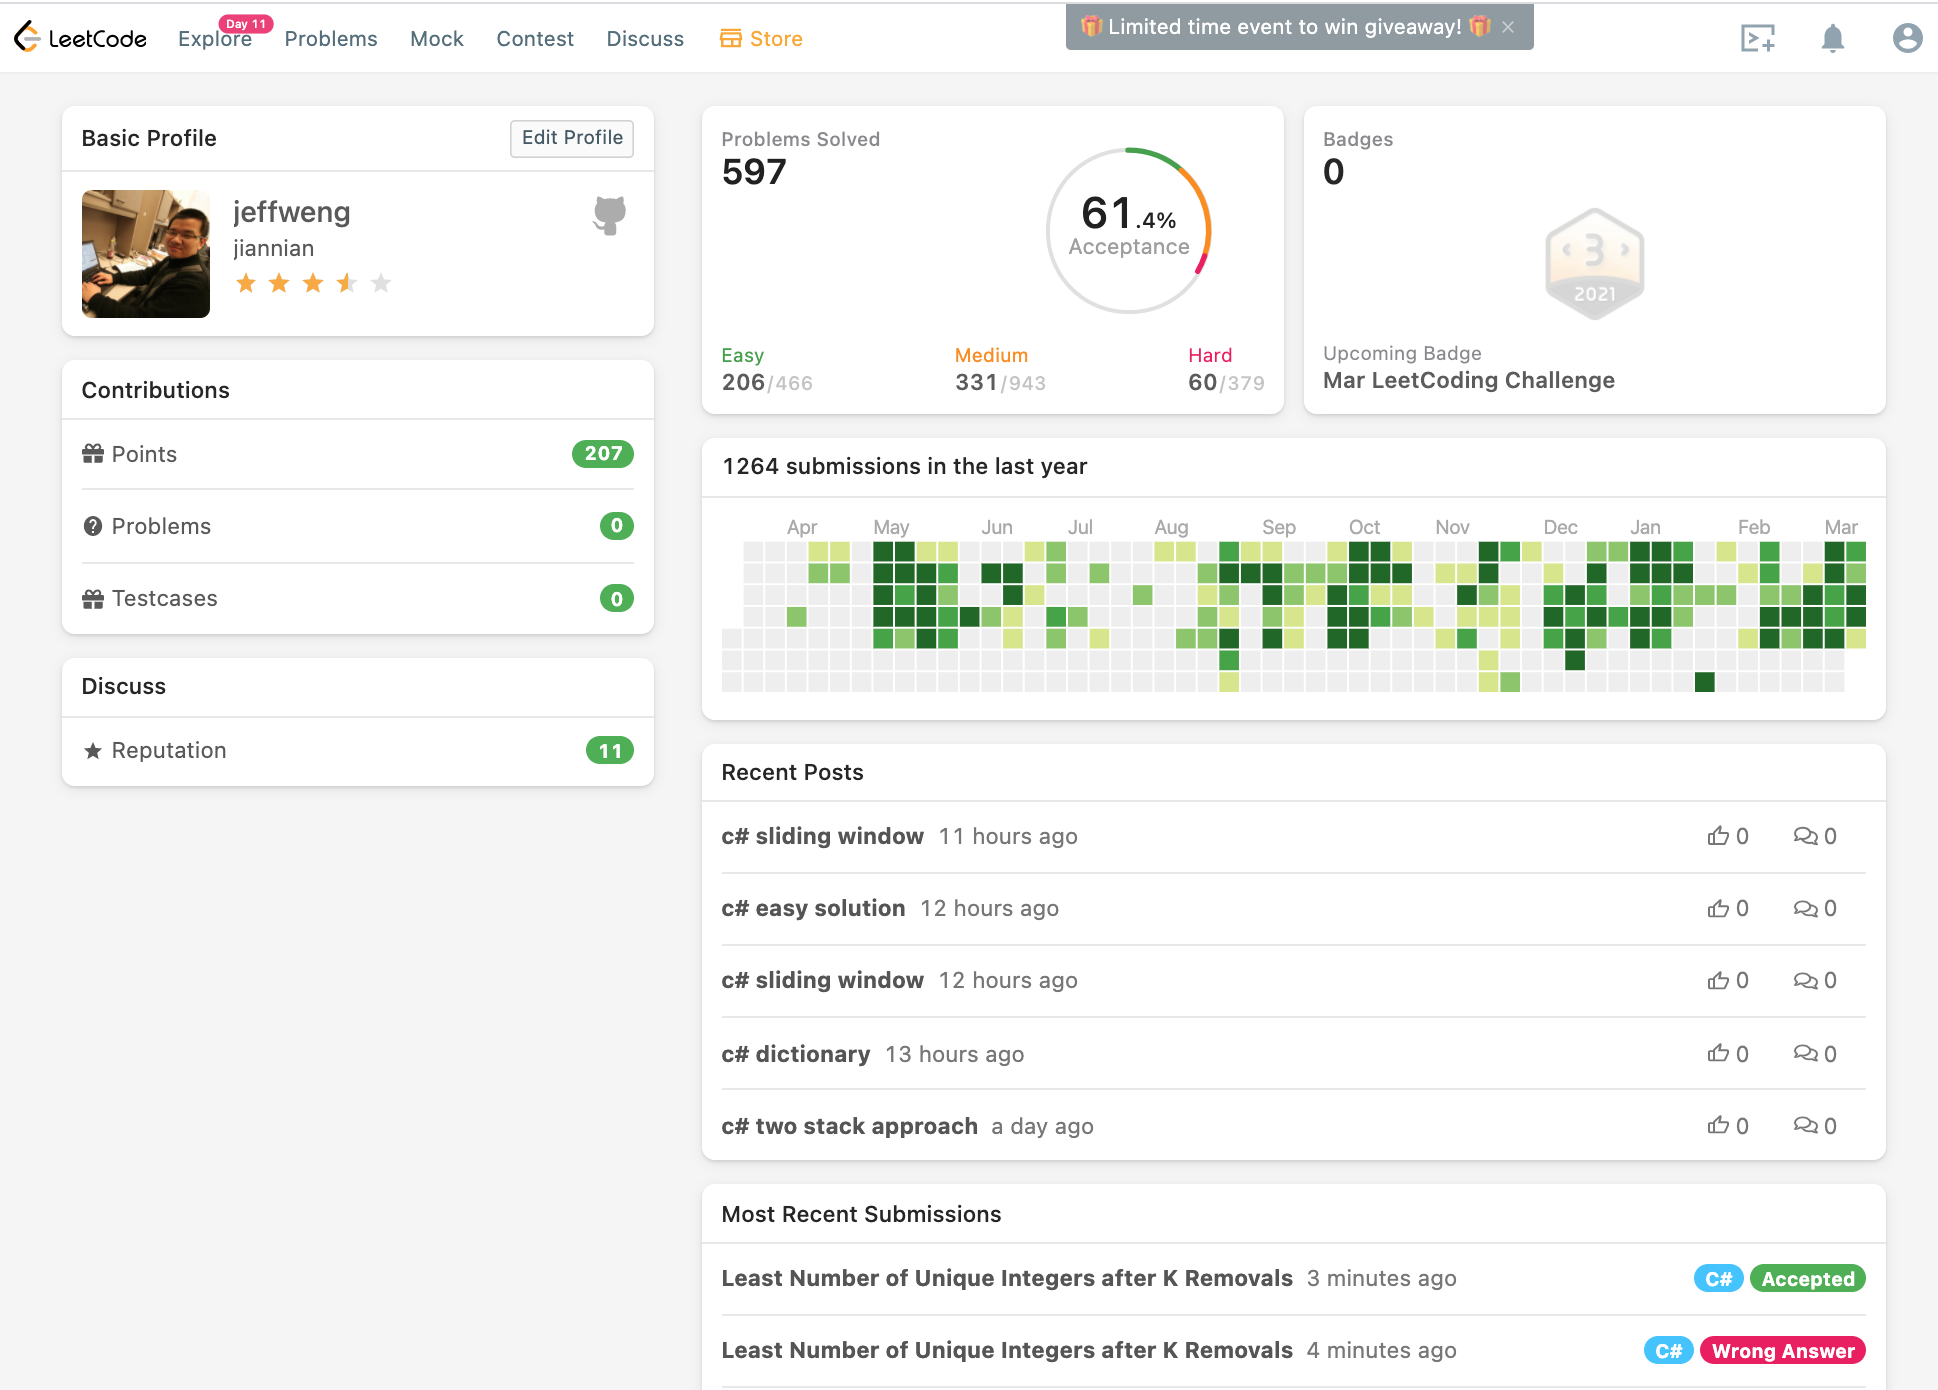 LeetCode
Explore
Day 11
Problems
Mock
Contest
Discuss
Store
🎁 Limited time event to win giveaway! 🎁 ×
Basic Profile
Edit Profile
jeffweng
jiannian
Contributions
Points 207
Problems 0
Testcases 0
Discuss
Reputation 11
Problems Solved
597
61.4%
Acceptance
Easy
206/466
Medium
331/943
Hard
60/379
Badges
0
3
2021
Upcoming Badge
Mar LeetCoding Challenge
1264 submissions in the last year
Apr May Jun Jul Aug Sep Oct Nov Dec Jan Feb Mar
Recent Posts
c# sliding window 11 hours ago 0 0
c# easy solution 12 hours ago 0 0
c# sliding window 12 hours ago 0 0
c# dictionary 13 hours ago 0 0
c# two stack approach a day ago 0 0
Most Recent Submissions
Least Number of Unique Integers after K Removals 3 minutes ago C# Accepted
Least Number of Unique Integers after K Removals 4 minutes ago C# Wrong Answer